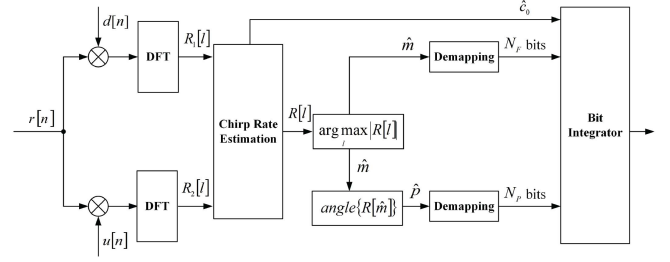 d[n]
ĉ₀
R₁[l]
DFT
m̂
Demapping
N_F bits
r[n]
Chirp Rate
Estimation
R[l]
arg max|R[l]|
l
Bit
Integrator
m̂
R₂[l]
DFT
angle{R[m̂]}
p̂
Demapping
N_P bits
u[n]